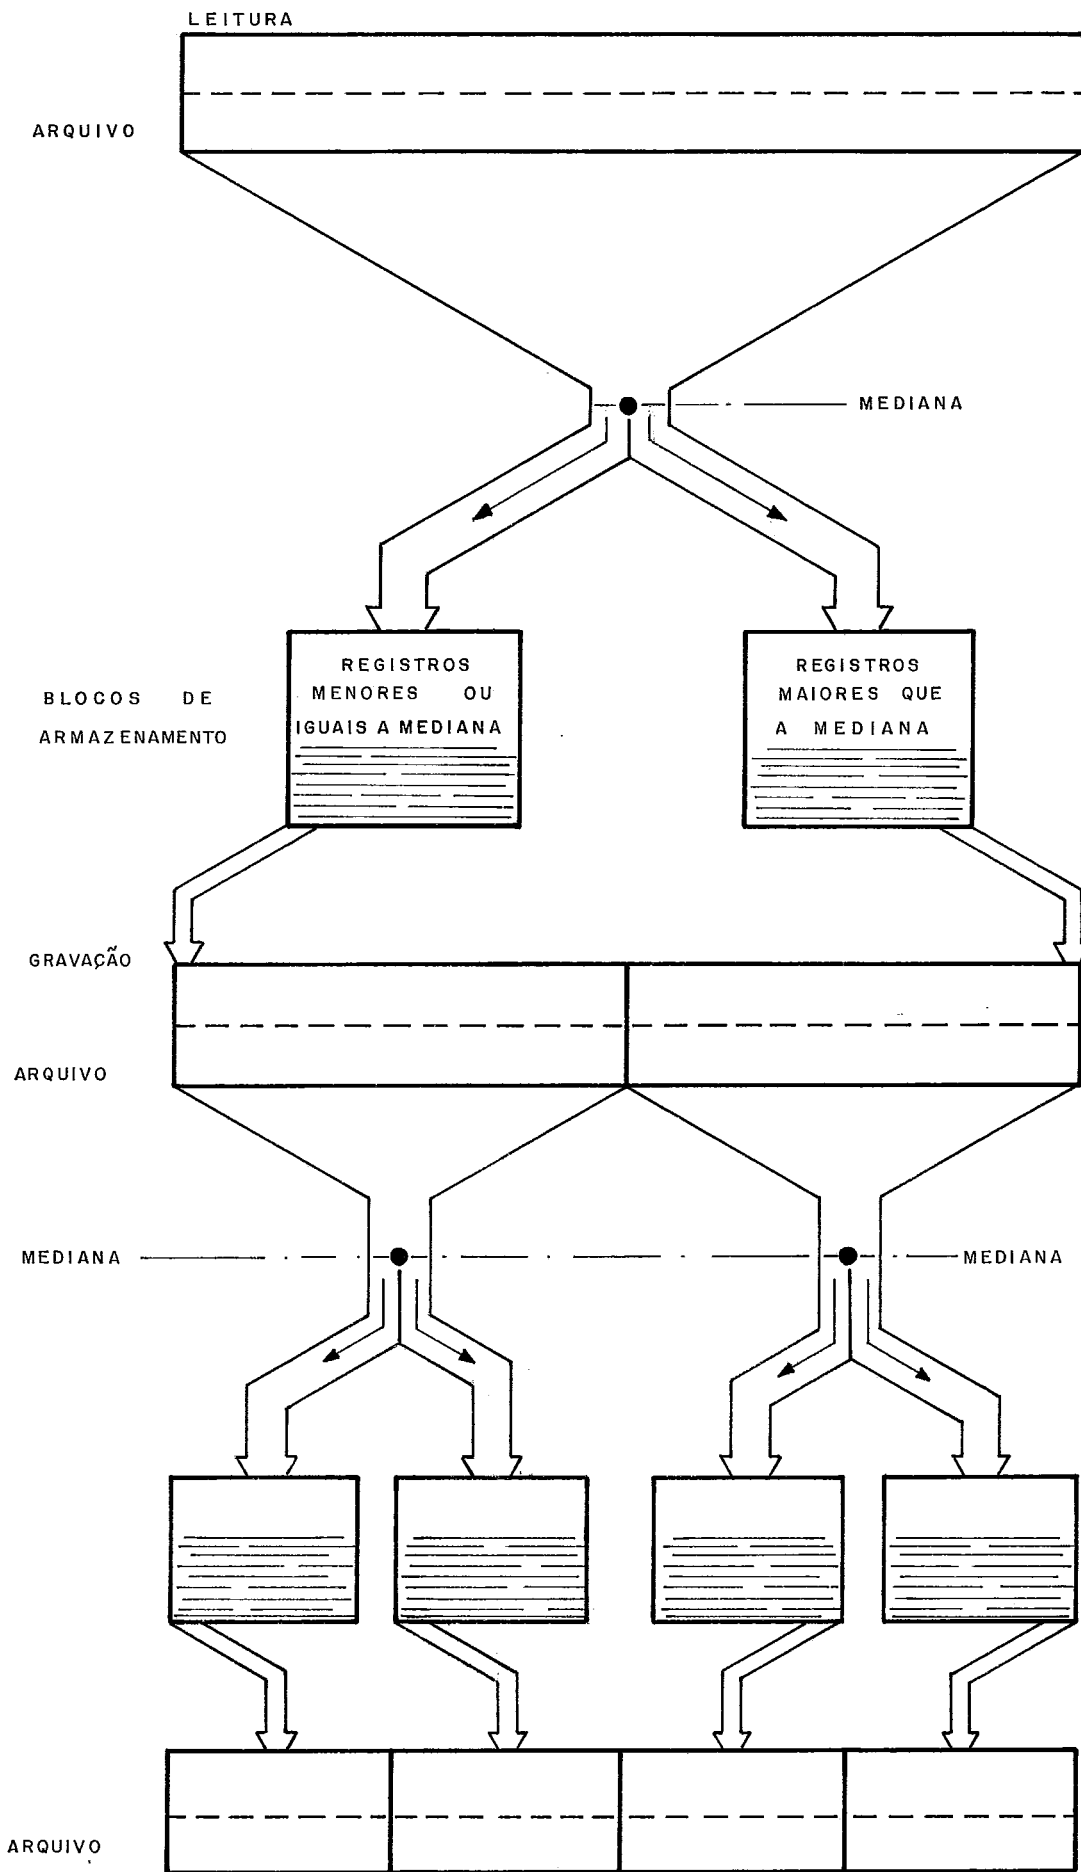 LEITURA
ARQUIVO
MEDIANA
REGISTROS
MENORES OU
IGUAIS A MEDIANA
REGISTROS
MAIORES QUE
A MEDIANA
BLOCOS DE
ARMAZENAMENTO
GRAVAÇÃO
ARQUIVO
MEDIANA
MEDIANA
ARQUIVO